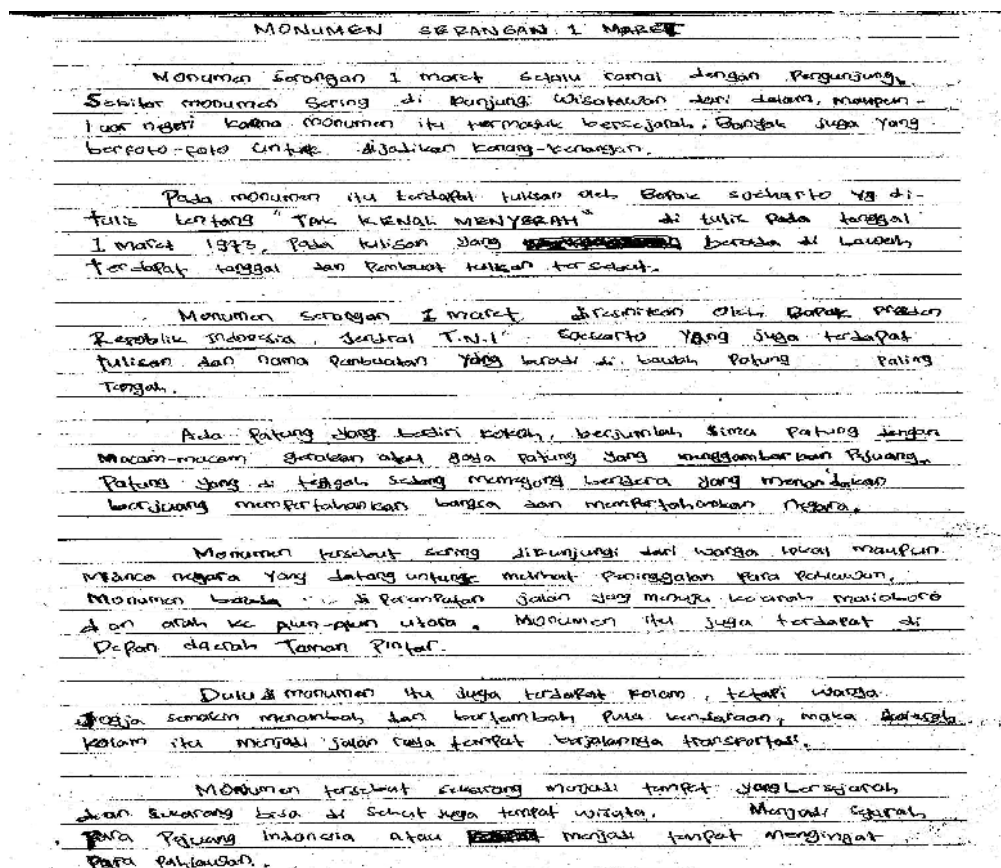 MONUMEN SERANGAN 1 MARET
Monumen Serangan 1 maret selalu ramai dengan Pengunjung,
Sekitar monumen Sering di kunjungi wisatawan dari dalam, maupun-
luar negeri karna monumen itu termasuk bersejarah, Banyak juga yang
berfoto-foto untuk dijadikan kenang-kenangan.
Pada monumen itu terdapat tulisan oleh Bapak soeharto yg di-
tulis tentang "TAK KENAL MENYERAH" di tulis pada tanggal
1 Maret 1973, Pada tulisan yang berada di bawah
Terdapat tanggal dan Pembuat tulisan tersebut.
Monumen serangan 1 maret diresmikan oleh Bapak presiden
Republik Indonesia, Jendral T.N.I Soeharto yang juga terdapat
tulisan dan nama Pembuatan yang berada di bawah Patung Paling
Tengah.
Ada Patung yang berdiri kokoh, berjumlah Patung dengan
Macam-macam gerakan atau gaya patung yang menggambarkan Pejuang,
Patung yang di tengah sedang memegang bendera yang menandakan
berjuang mempertahankan bangsa dan mempertahankan negara.
Monumen tersebut sering dikunjungi dari warga lokal maupun
Manca negara yang datang untuk melihat Peninggalan Para Pahlawan,
Monumen berada di Perempatan jalan yang menuju ke arah malioboro
dan arah ke alun-alun utara. Monumen itu juga terdapat di
Depan daerah Taman Pintar.
Dulu di monumen itu juga terdapat kolam, tetapi warga
Jogja semakin menambah dan bertambah Pula kendaraan, maka
kolam itu menjadi jalan raya tempat berjalannya transportasi.
Monumen tersebut sekarang menjadi tempat yang bersejarah
dan sekarang bisa di sebut juga tempat wisata. Menjadi sejarah
Para Pejuang indonesia atau menjadi tempat mengingat
Para Pahlawan.